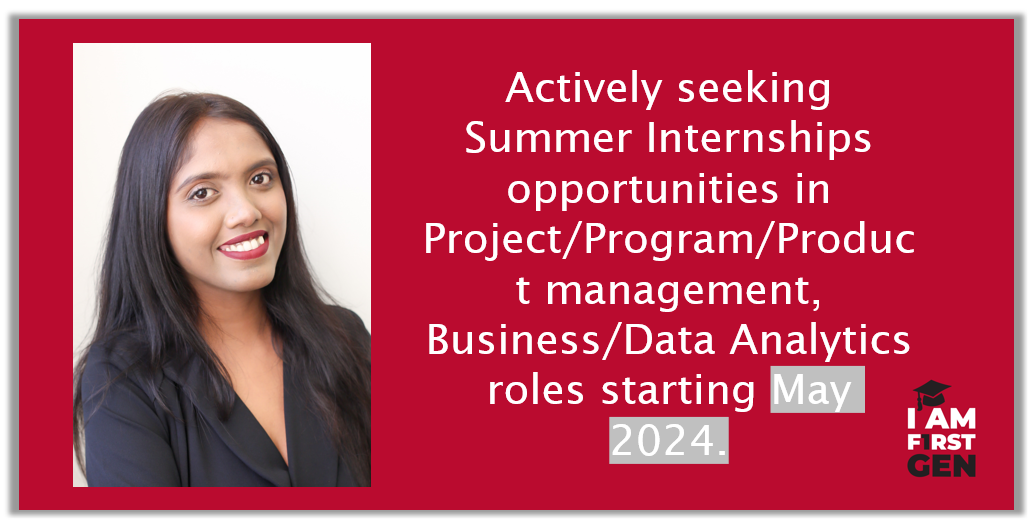 Actively seeking
Summer Internships
opportunities in
Project/Program/Produc
t management,
Business/Data Analytics
roles starting May
2024.
I AM
F1RST
GEN